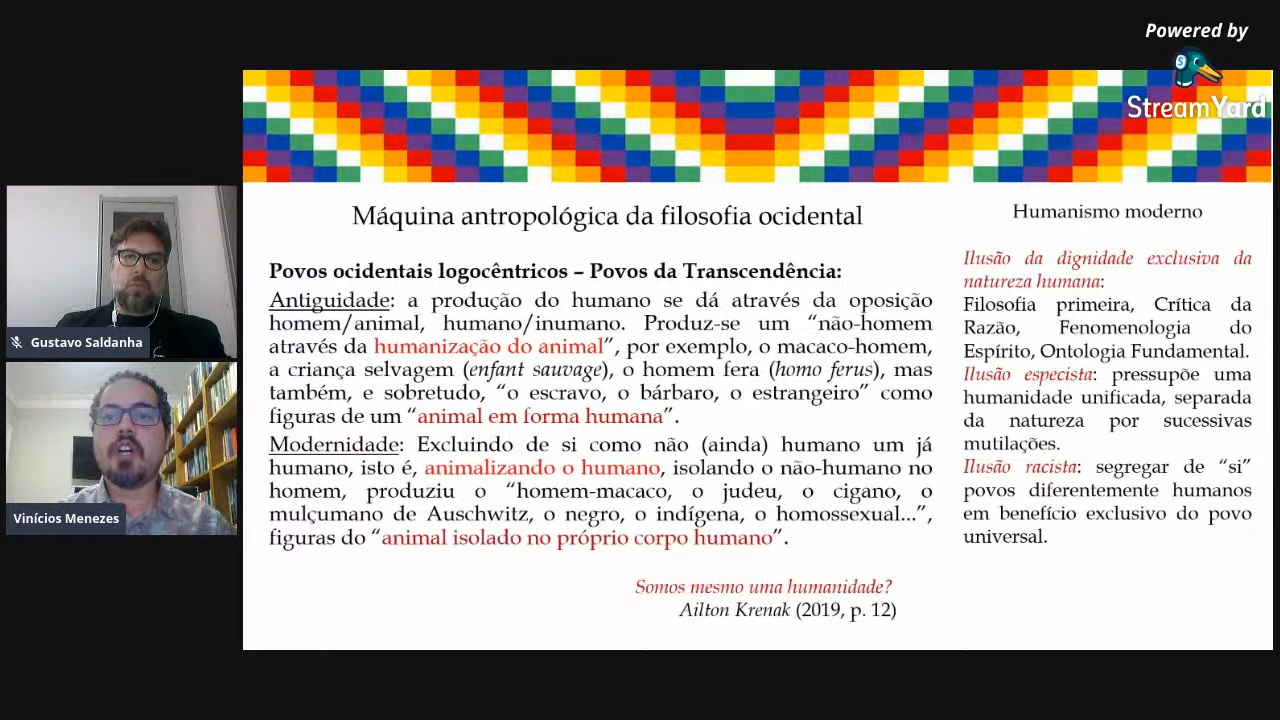 Powered by
StreamYard
Máquina antropológica da filosofia ocidental
Povos ocidentais logocêntricos – Povos da Transcendência:
Antiguidade: a produção do humano se dá através da oposição
homem/animal, humano/inumano. Produz-se um “não-homem
através da humanização do animal”, por exemplo, o macaco-homem,
a criança selvagem (enfant sauvage), o homem fera (homo ferus), mas
também, e sobretudo, “o escravo, o bárbaro, o estrangeiro” como
figuras de um “animal em forma humana”.
Modernidade: Excluindo de si como não (ainda) humano um já
humano, isto é, animalizando o humano, isolando o não-humano no
homem, produziu o “homem-macaco, o judeu, o cigano, o
mulçumano de Auschwitz, o negro, o indígena, o homossexual...”,
figuras do “animal isolado no próprio corpo humano”.
Somos mesmo uma humanidade?
Ailton Krenak (2019, p. 12)
Humanismo moderno
Ilusão da dignidade exclusiva da
natureza humana:
Filosofia primeira, Crítica da
Razão, Fenomenologia do
Espírito, Ontologia Fundamental.
Ilusão especista: pressupõe uma
humanidade unificada, separada
da natureza por sucessivas
mutilações.
Ilusão racista: segregar de “si”
povos diferentemente humanos
em benefício exclusivo do povo
universal.
Gustavo Saldanha
Vinícios Menezes